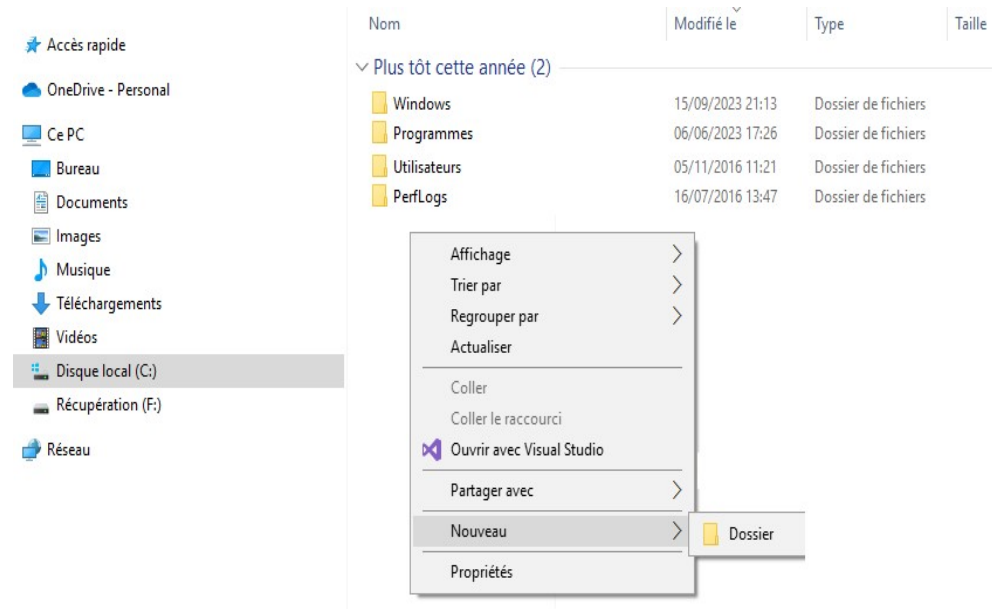 Nom Modifié le Type Taille
Accès rapide
OneDrive - Personal
Ce PC
Bureau
Documents
Images
Musique
Téléchargements
Vidéos
Disque local (C:)
Récupération (F:)
Réseau
Plus tôt cette année (2)
Windows 15/09/2023 21:13 Dossier de fichiers
Programmes 06/06/2023 17:26 Dossier de fichiers
Utilisateurs 05/11/2016 11:21 Dossier de fichiers
PerfLogs 16/07/2016 13:47 Dossier de fichiers
Affichage
Trier par
Regrouper par
Actualiser
Coller
Coller le raccourci
Ouvrir avec Visual Studio
Partager avec
Nouveau
Dossier
Propriétés